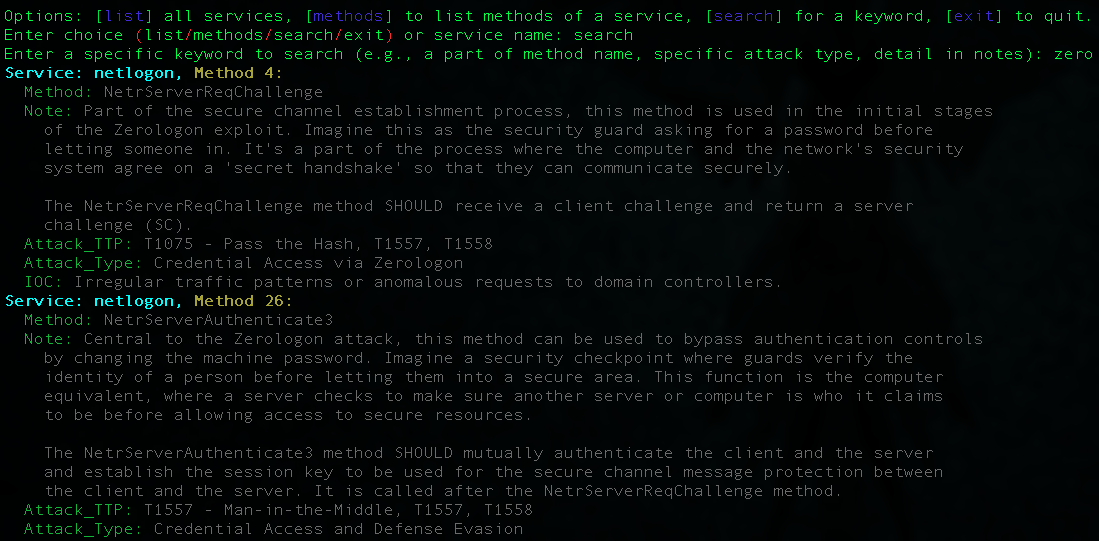 Options: [list] all services, [methods] to list methods of a service, [search] for a keyword, [exit] to quit.
Enter choice (list/methods/search/exit) or service name: search
Enter a specific keyword to search (e.g., a part of method name, specific attack type, detail in notes): zero
Service: netlogon, Method 4:
Method: NetrServerReqChallenge
Note: Part of the secure channel establishment process, this method is used in the initial stages
of the Zerologon exploit. Imagine this as the security guard asking for a password before
letting someone in. It's a part of the process where the computer and the network's security
system agree on a 'secret handshake' so that they can communicate securely.
The NetrServerReqChallenge method SHOULD receive a client challenge and return a server
challenge (SC).
Attack_TTP: T1075 - Pass the Hash, T1557, T1558
Attack_Type: Credential Access via Zerologon
IOC: Irregular traffic patterns or anomalous requests to domain controllers.
Service: netlogon, Method 26:
Method: NetrServerAuthenticate3
Note: Central to the Zerologon attack, this method can be used to bypass authentication controls
by changing the machine password. Imagine a security checkpoint where guards verify the
identity of a person before letting them into a secure area. This function is the computer
equivalent, where a server checks to make sure another server or computer is who it claims
to be before allowing access to secure resources.
The NetrServerAuthenticate3 method SHOULD mutually authenticate the client and the server
and establish the session key to be used for the secure channel message protection between
the client and the server. It is called after the NetrServerReqChallenge method.
Attack_TTP: T1557 - Man-in-the-Middle, T1557, T1558
Attack_Type: Credential Access and Defense Evasion